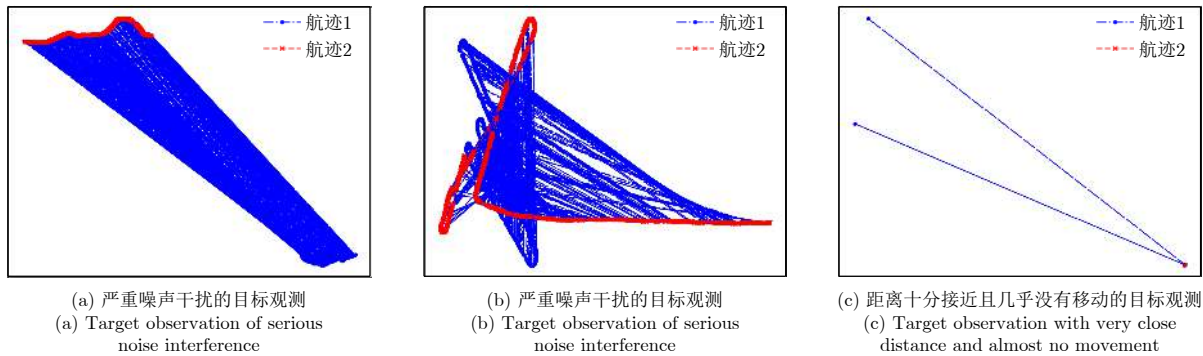 航迹1
航迹2
(a) 严重噪声干扰的目标观测
(a) Target observation of serious
noise interference
航迹1
航迹2
(b) 严重噪声干扰的目标观测
(b) Target observation of serious
noise interference
航迹1
航迹2
(c) 距离十分接近且几乎没有移动的目标观测
(c) Target observation with very close
distance and almost no movement